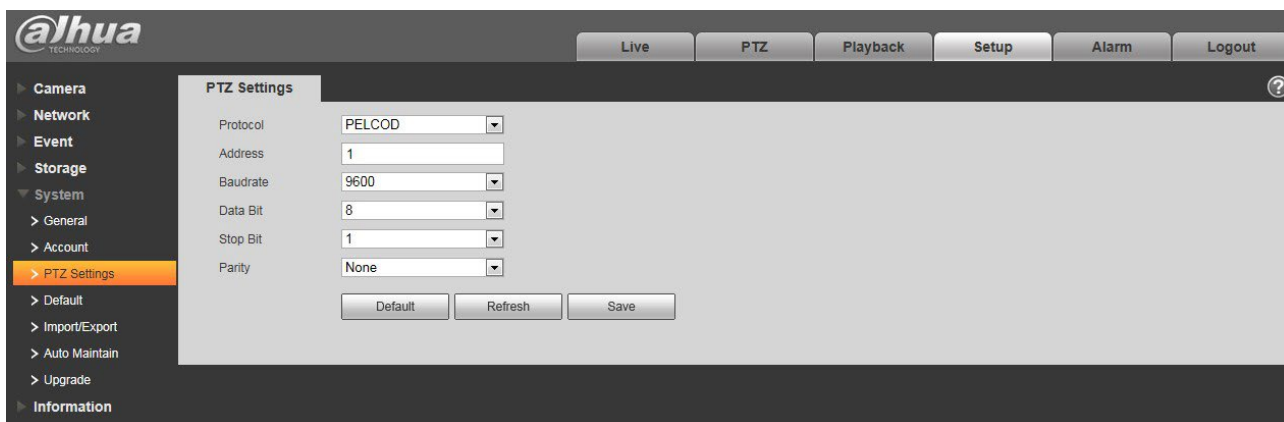 alhua
TECHNOLOGY
Live PTZ Playback Setup Alarm Logout
Camera
Network
Event
Storage
System
> General
> Account
> PTZ Settings
> Default
> Import/Export
> Auto Maintain
> Upgrade
Information
PTZ Settings
?
Protocol PELCOD
Address 1
Baudrate 9600
Data Bit 8
Stop Bit 1
Parity None
Default Refresh Save